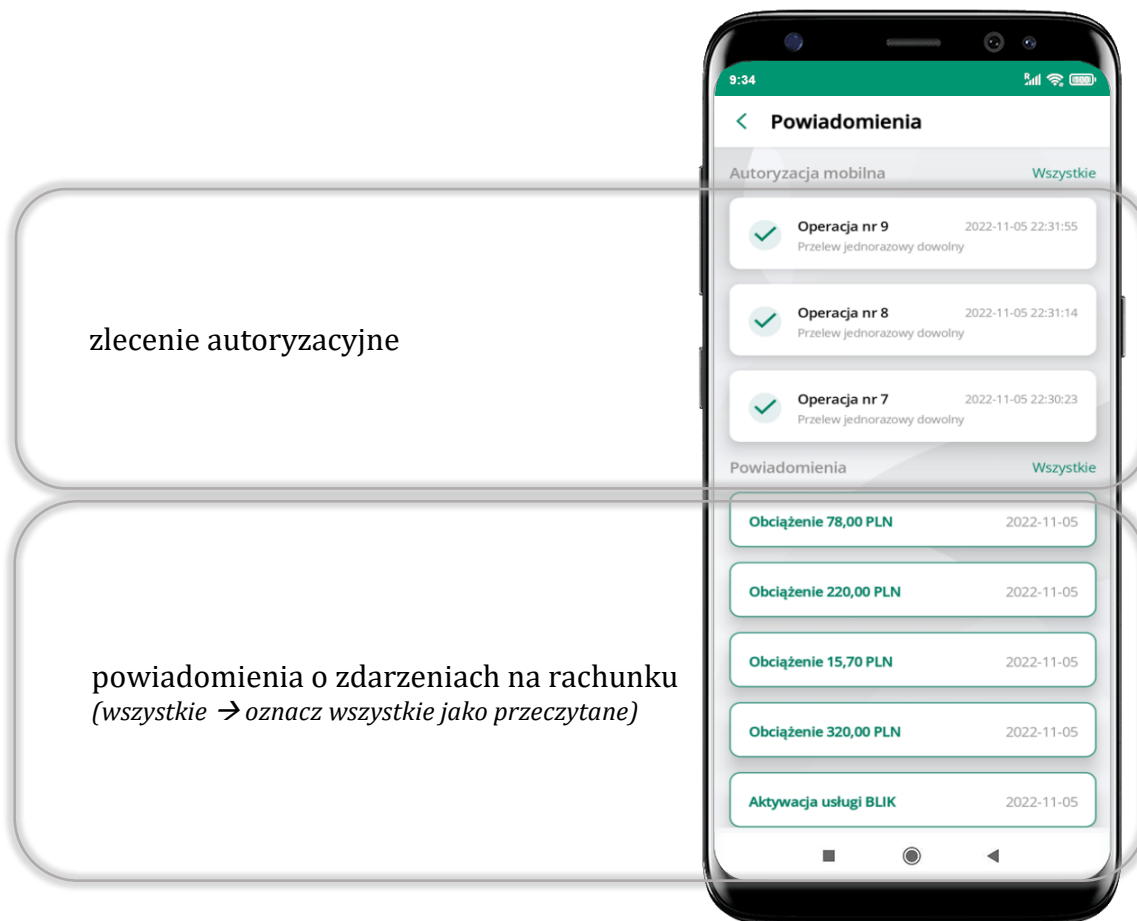 9:34
Powiadomienia
Autoryzacja mobilna Wszystkie
Operacja nr 9 2022-11-05 22:31:55
Przelew jednorazowy dowolny
zlecenie autoryzacyjne
Operacja nr 8 2022-11-05 22:31:14
Przelew jednorazowy dowolny
Operacja nr 7 2022-11-05 22:30:23
Przelew jednorazowy dowolny
Powiadomienia Wszystkie
Obciążenie 78,00 PLN 2022-11-05
Obciążenie 220,00 PLN 2022-11-05
powiadomienia o zdarzeniach na rachunku
(wszystkie → oznacz wszystkie jako przeczytane)
Obciążenie 15,70 PLN 2022-11-05
Obciążenie 320,00 PLN 2022-11-05
Aktywacja usługi BLIK 2022-11-05